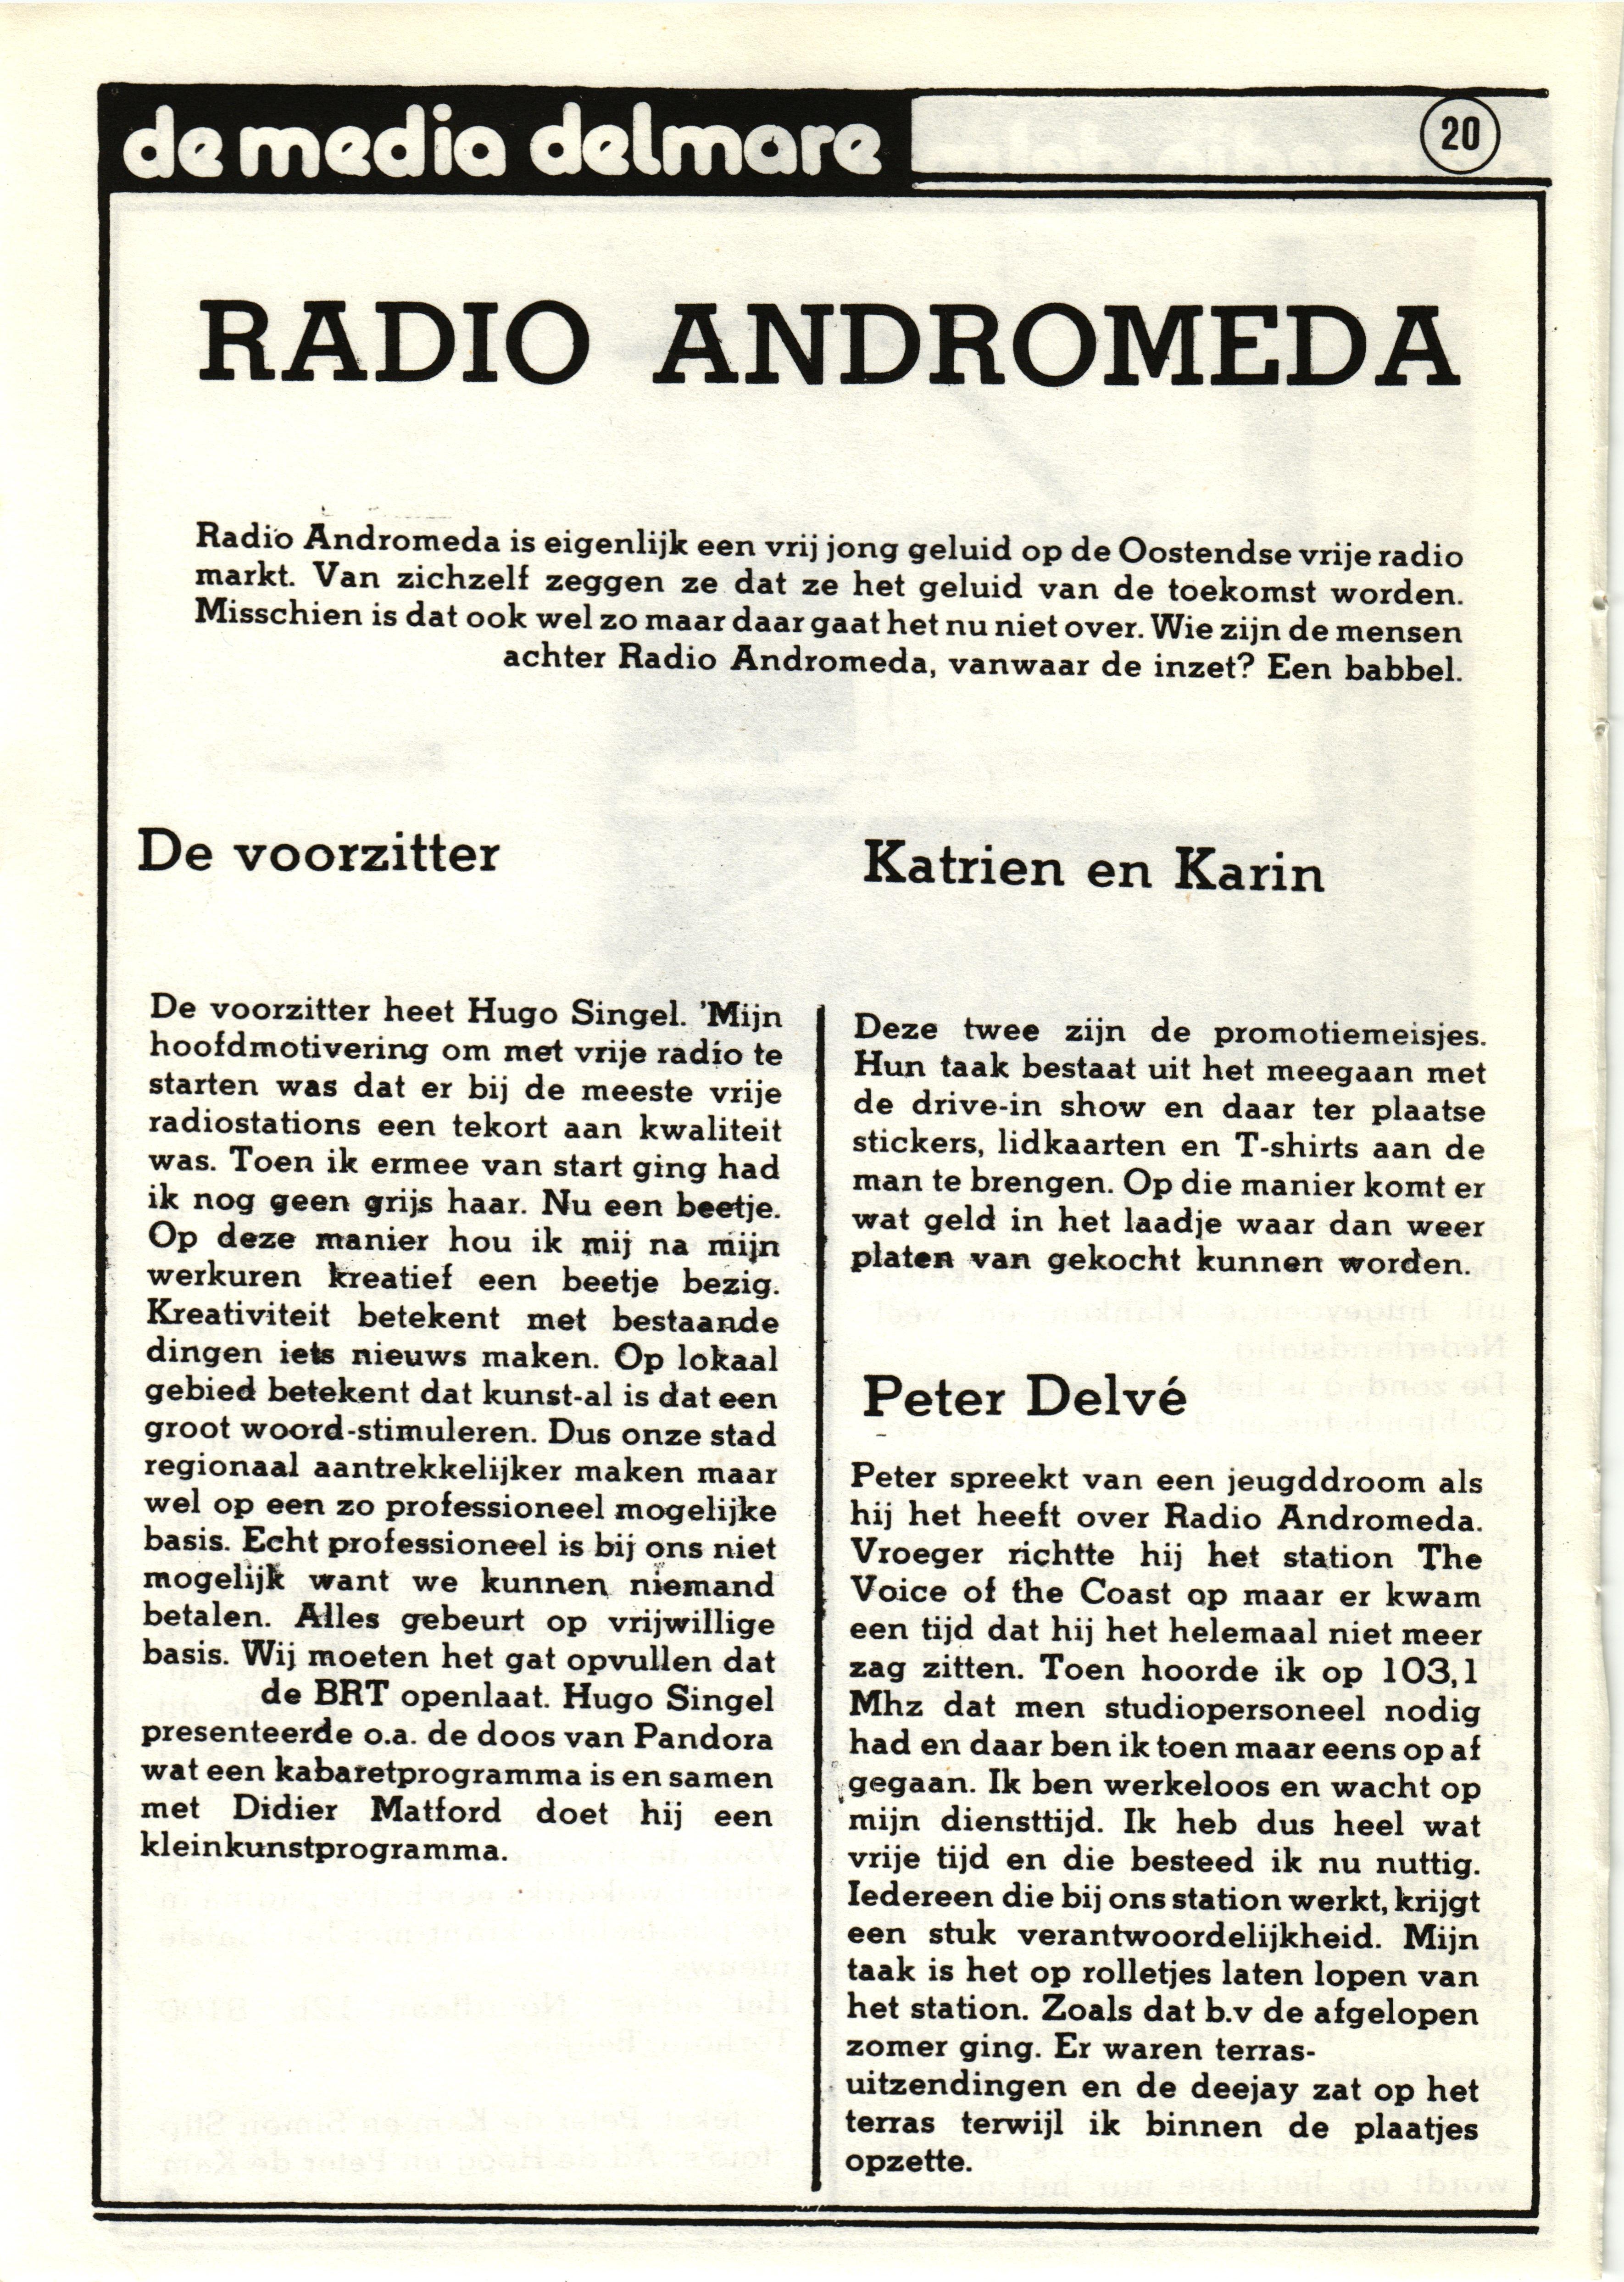 de media delmare
20
RADIO ANDROMEDA
Radio Andromeda is eigenlijk een vrij jong geluid op de Oostendse vrije radio
markt. Van zichzelf zeggen ze dat ze het geluid van de toekomst worden.
Misschien is dat ook wel zo maar daar gaat het nu niet over. Wie zijn de mensen
achter Radio Andromeda, vanwaar de inzet? Een babbel.
De voorzitter
De voorzitter heet Hugo Singel. 'Mijn
hoofdmotivering om met vrije radio te
starten was dat er bij de meeste vrije
radiostations een tekort aan kwaliteit
was. Toen ik ermee van start ging had
ik nog geen grijs haar. Nu een beetje.
Op deze manier hou ik mij na mijn
werkuren kreatief een beetje bezig.
Kreativiteit betekent met bestaande
dingen iets nieuws maken. Op lokaal
gebied betekent dat kunst-al is dat een
groot woord-stimuleren. Dus onze stad
regionaal aantrekkelijker maken maar
wel op een zo professioneel mogelijke
basis. Echt professioneel is bij ons niet
mogelijk want we kunnen niemand
betalen. Alles gebeurt op vrijwillige
basis. Wij moeten het gat opvullen dat
de BRT openlaat. Hugo Singel
presenteerde o.a. de doos van Pandora
wat een kabaretprogramma is en samen
met Didier Matford doet hij een
kleinkunstprogramma.
Katrien en Karin
Deze twee zijn de promotiemeisjes.
Hun taak bestaat uit het meegaan met
de drive-in show en daar ter plaatse
stickers, lidkaarten en T-shirts aan de
man te brengen. Op die manier komt er
wat geld in het laadje waar dan weer
platen van gekocht kunnen worden.
Peter Delvé
Peter spreekt van een jeugddroom als
hij het heeft over Radio Andromeda.
Vroeger richtte hij het station The
Voice of the Coast op maar er kwam
een tijd dat hij het helemaal niet meer
zag zitten. Toen hoorde ik op 103,1
Mhz dat men studiopersoneel nodig
had en daar ben ik toen maar eens op af
gegaan. Ik ben werkeloos en wacht op
mijn diensttijd. Ik heb dus heel wat
vrije tijd en die besteed ik nu nuttig.
Iedereen die bij ons station werkt, krijgt
een stuk verantwoordelijkheid. Mijn
taak is het op rolletjes laten lopen van
het station. Zoals dat b.v de afgelopen
zomer ging. Er waren terras-
uitzendingen en de deejay zat op het
terras terwijl ik binnen de plaatjes
opzette.